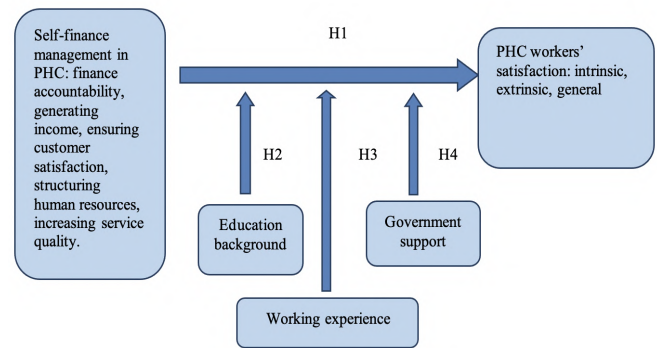 Self-finance
management in
PHC: finance
accountability,
generating
income, ensuring
customer
satisfaction,
structuring
human resources,
increasing service
quality.
H1
PHC workers’
satisfaction: intrinsic,
extrinsic, general
H2
H3
H4
Education
background
Government
support
Working experience